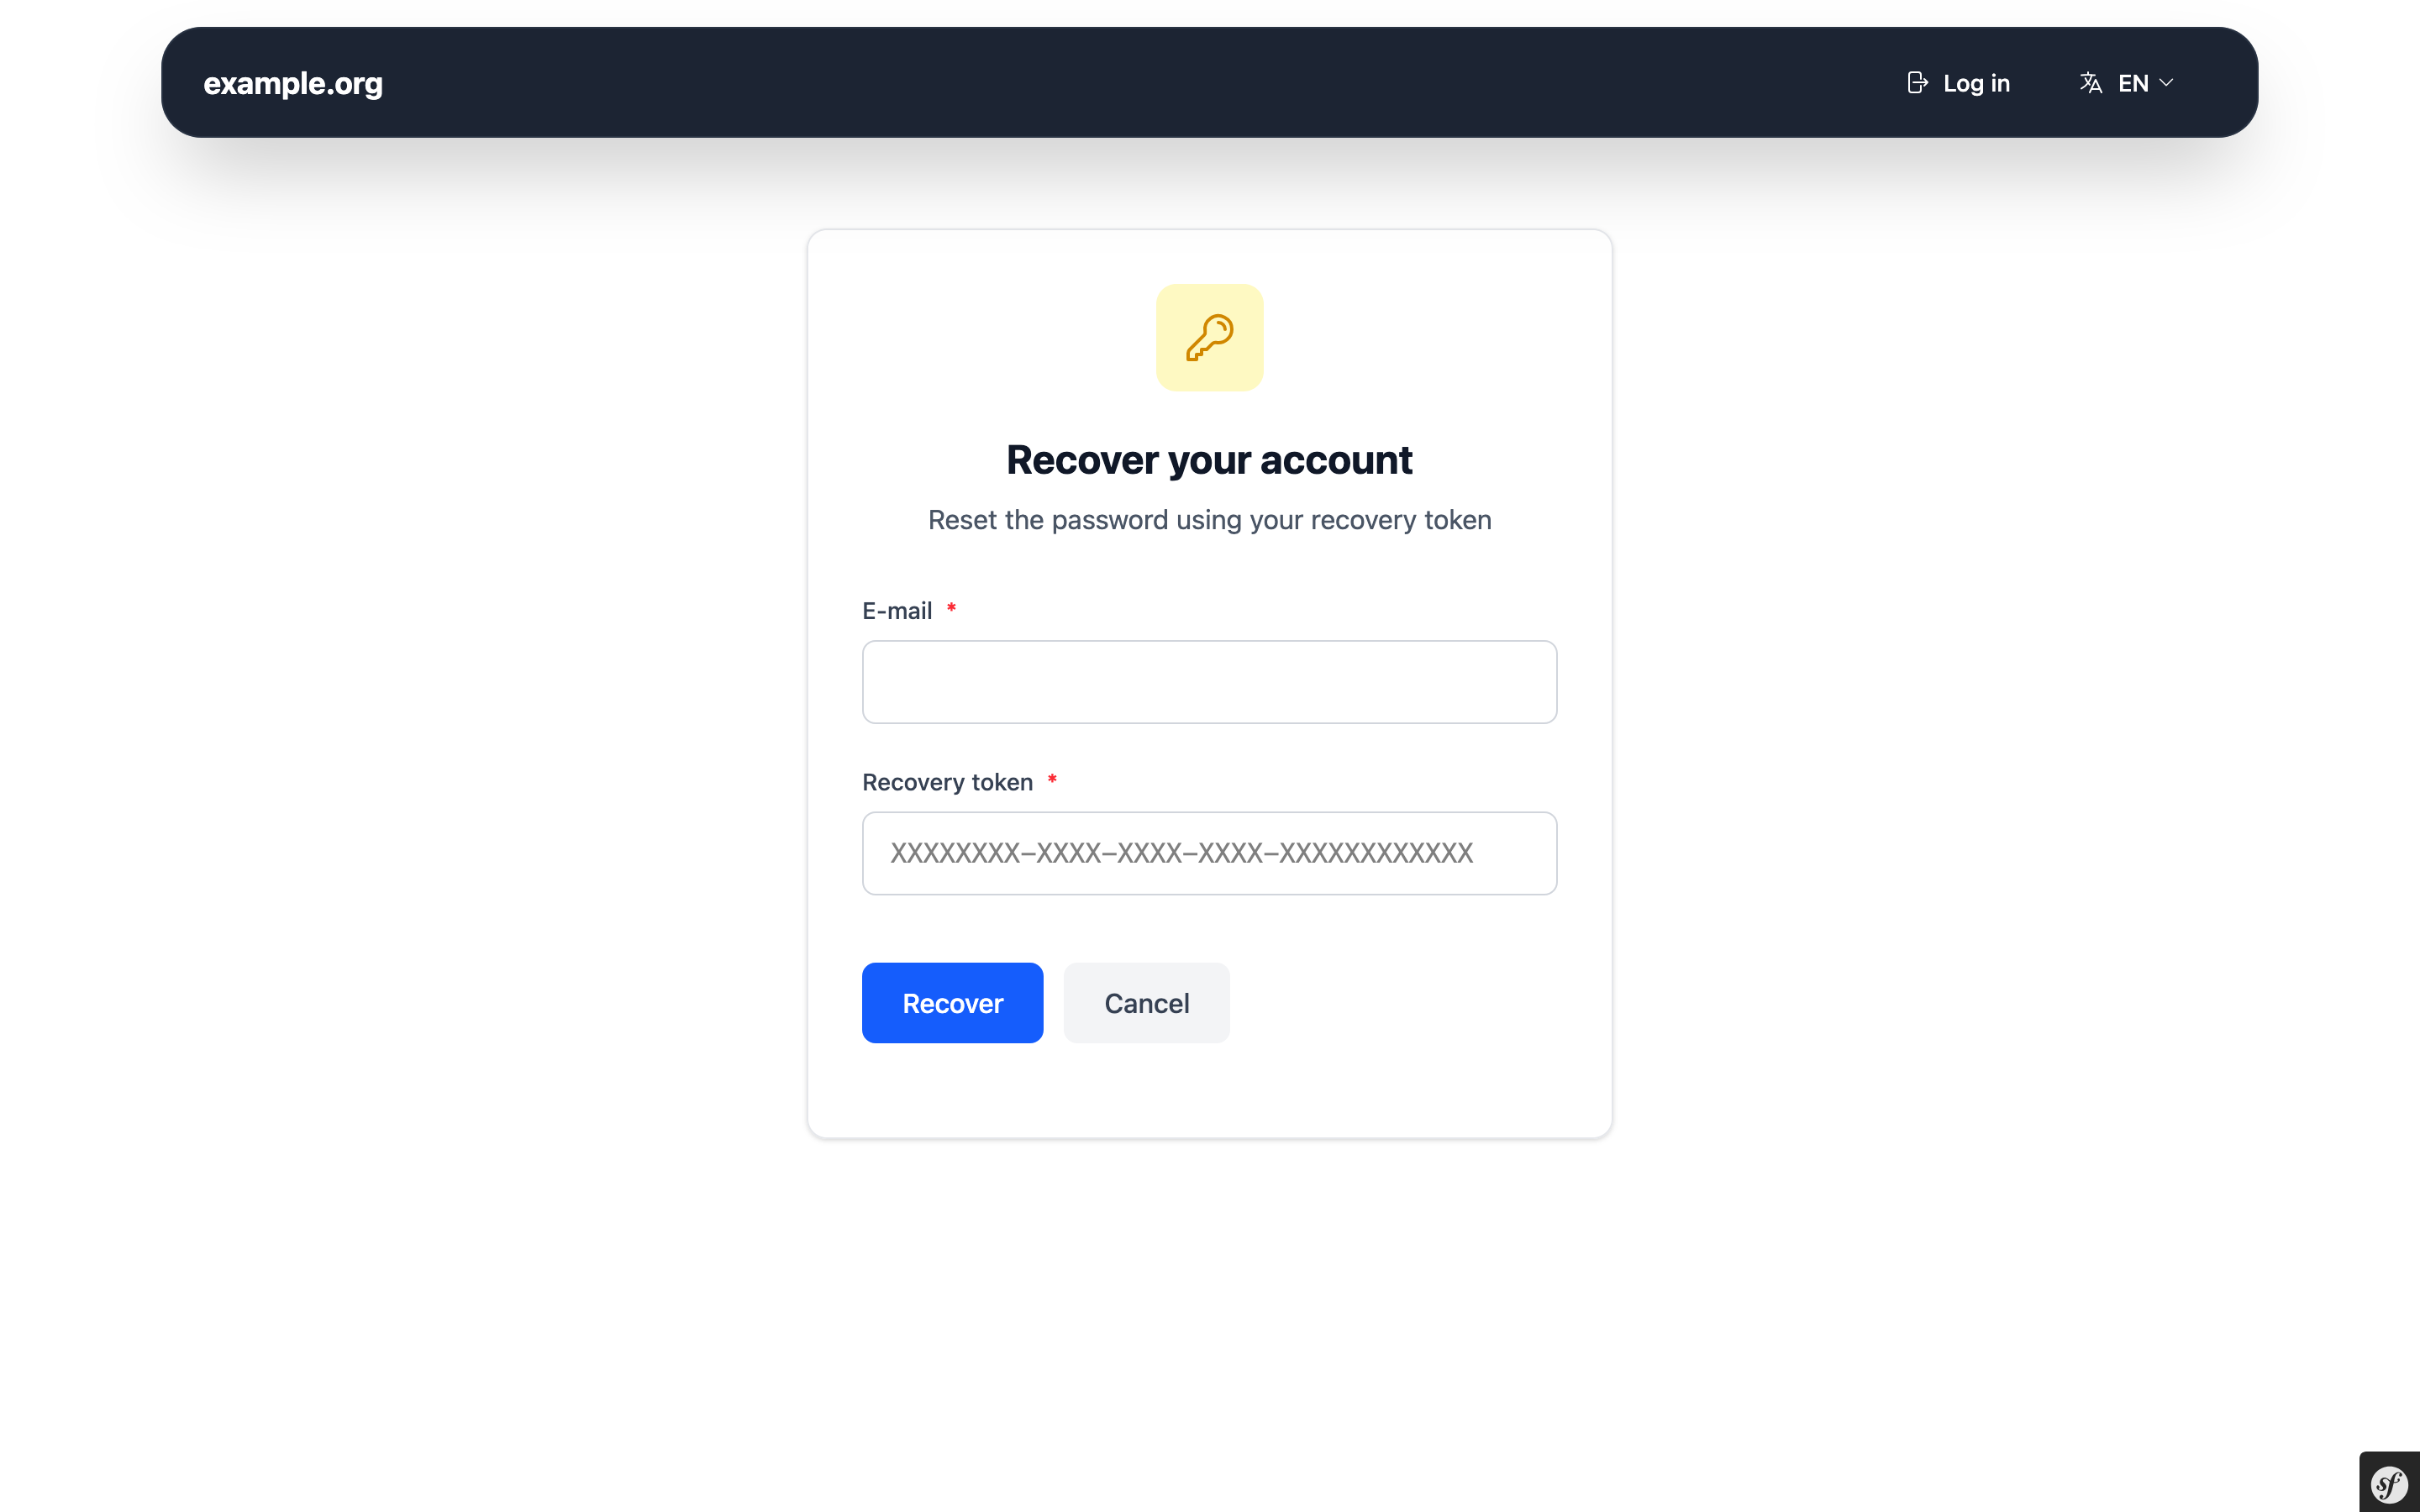 example.org
Log in
EN
Recover your account
Reset the password using your recovery token
E-mail *
Recovery token *
XXXXXXXX-XXXX-XXXX-XXXX-XXXXXXXXXXXX
Recover
Cancel
sf